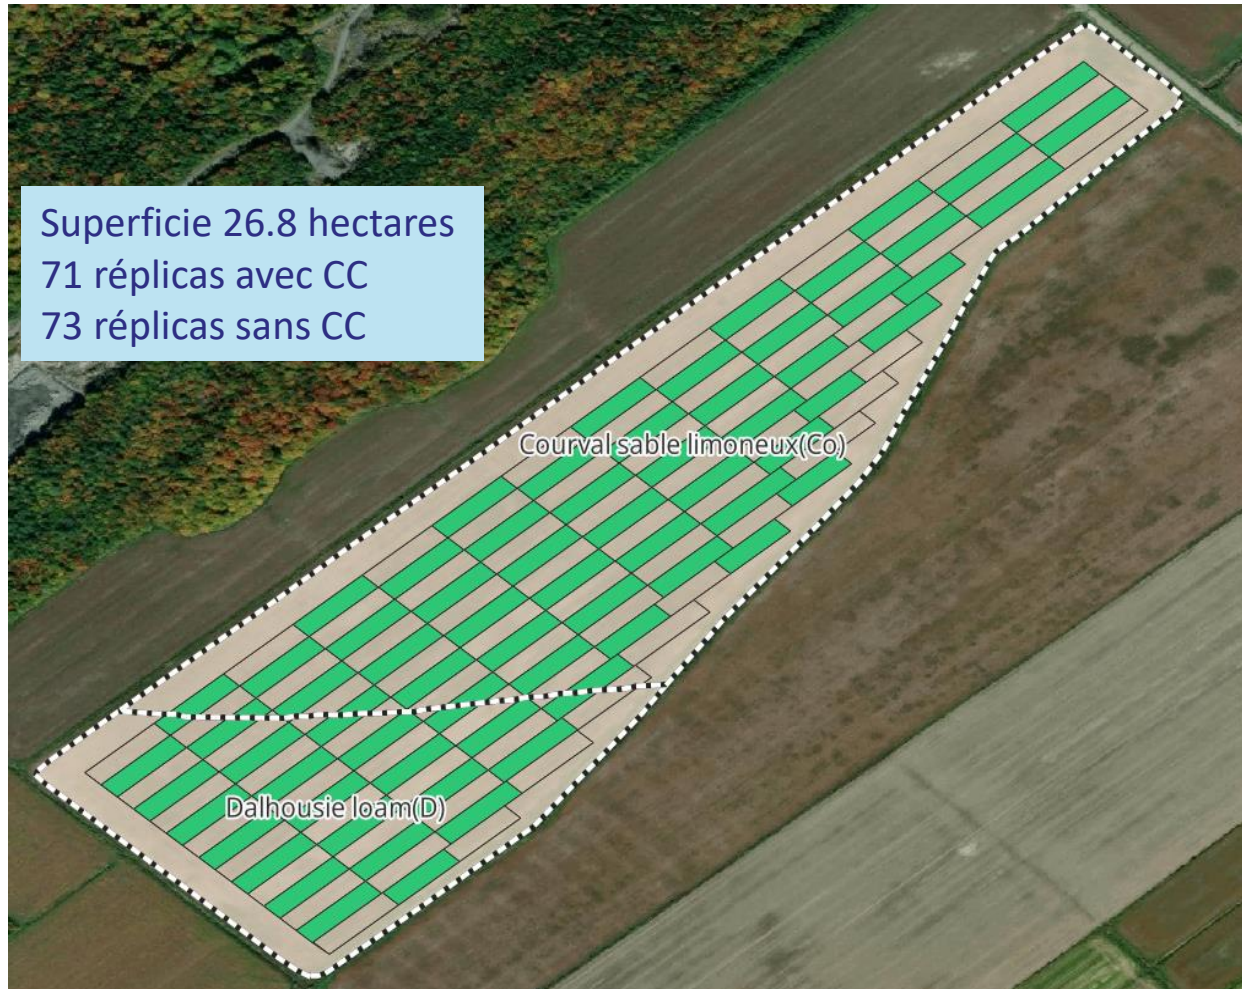 Superficie 26.8 hectares
71 réplicas avec CC
73 réplicas sans CC
Courval sable limoneux(Co)
Dalhousie loam(D)